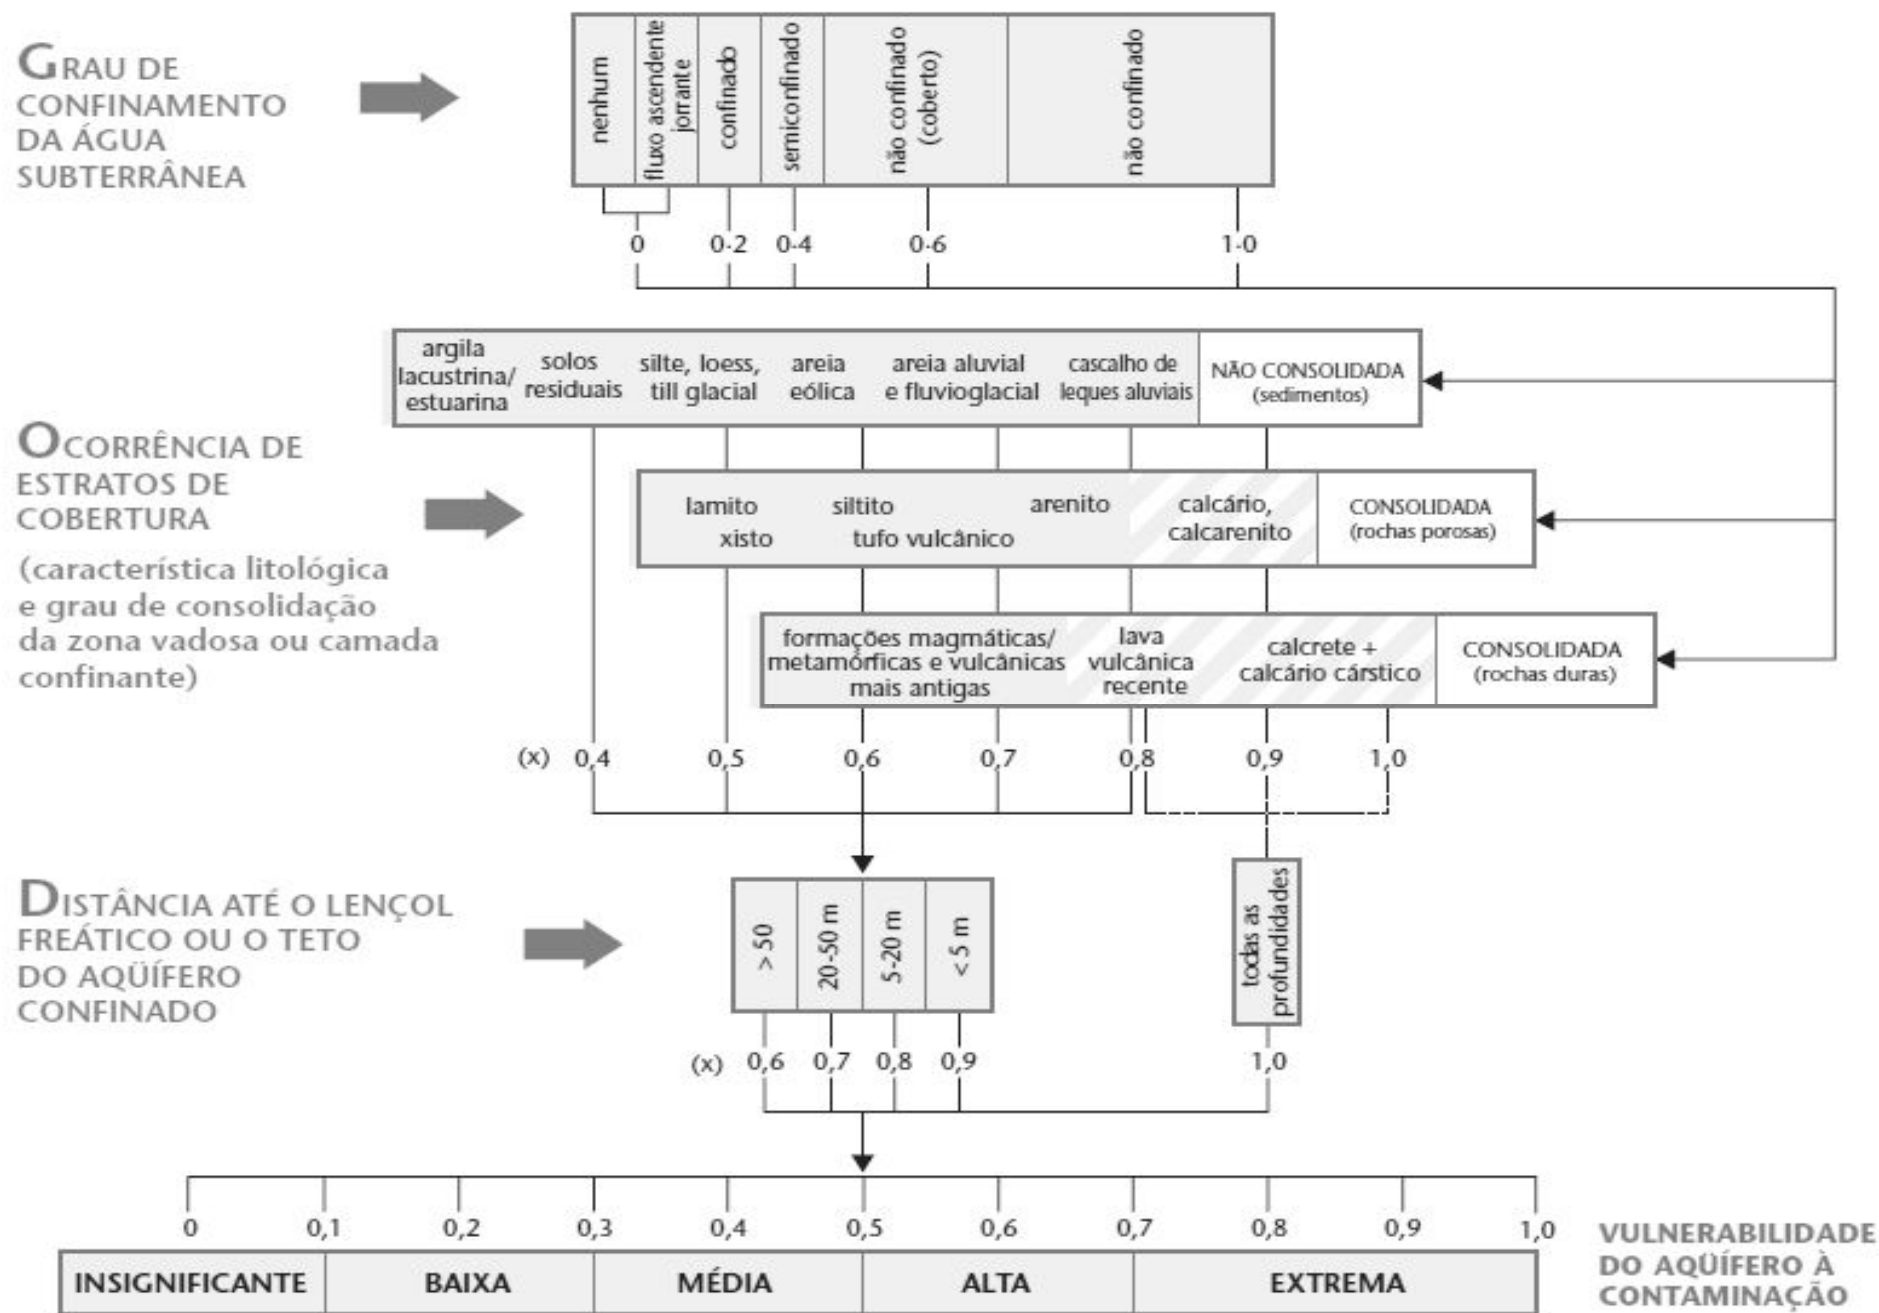 GRAU DE
CONFINAMENTO
DA ÁGUA
SUBTERRÂNEA
nenhum
fluxo ascendente
jorrante
confinado
semiconfinado
não confinado
(coberto)
não confinado
0 0·2 0·4 0·6 1·0
argila
lacustrina/
estuarina
solos
residuais
silte, loess,
till glacial
areia
eólica
areia aluvial
e fluvioglacial
cascalho de
leques aluviais
NÃO CONSOLIDADA
(sedimentos)
OCORRÊNCIA DE
ESTRATOS DE
COBERTURA
(característica litológica
e grau de consolidação
da zona vadosa ou camada
confinante)
lamito
xisto
siltito
tufo vulcânico
arenito
calcário,
calcarenito
CONSOLIDADA
(rochas porosas)
formações magmáticas/
metamórficas e vulcânicas
mais antigas
lava
vulcânica
recente
calcrete +
calcário cárstico
CONSOLIDADA
(rochas duras)
(x) 0,4 0,5 0,6 0,7 0,8 0,9 1,0
DISTÂNCIA ATÉ O LENÇOL
FREÁTICO OU O TETO
DO AQÜÍFERO
CONFINADO
> 50
20-50 m
5-20 m
< 5 m
todas as
profundidades
(x) 0,6 0,7 0,8 0,9 1,0
0 0,1 0,2 0,3 0,4 0,5 0,6 0,7 0,8 0,9 1,0
INSIGNIFICANTE BAIXA MÉDIA ALTA EXTREMA
VULNERABILIDADE
DO AQÜÍFERO À
CONTAMINAÇÃO